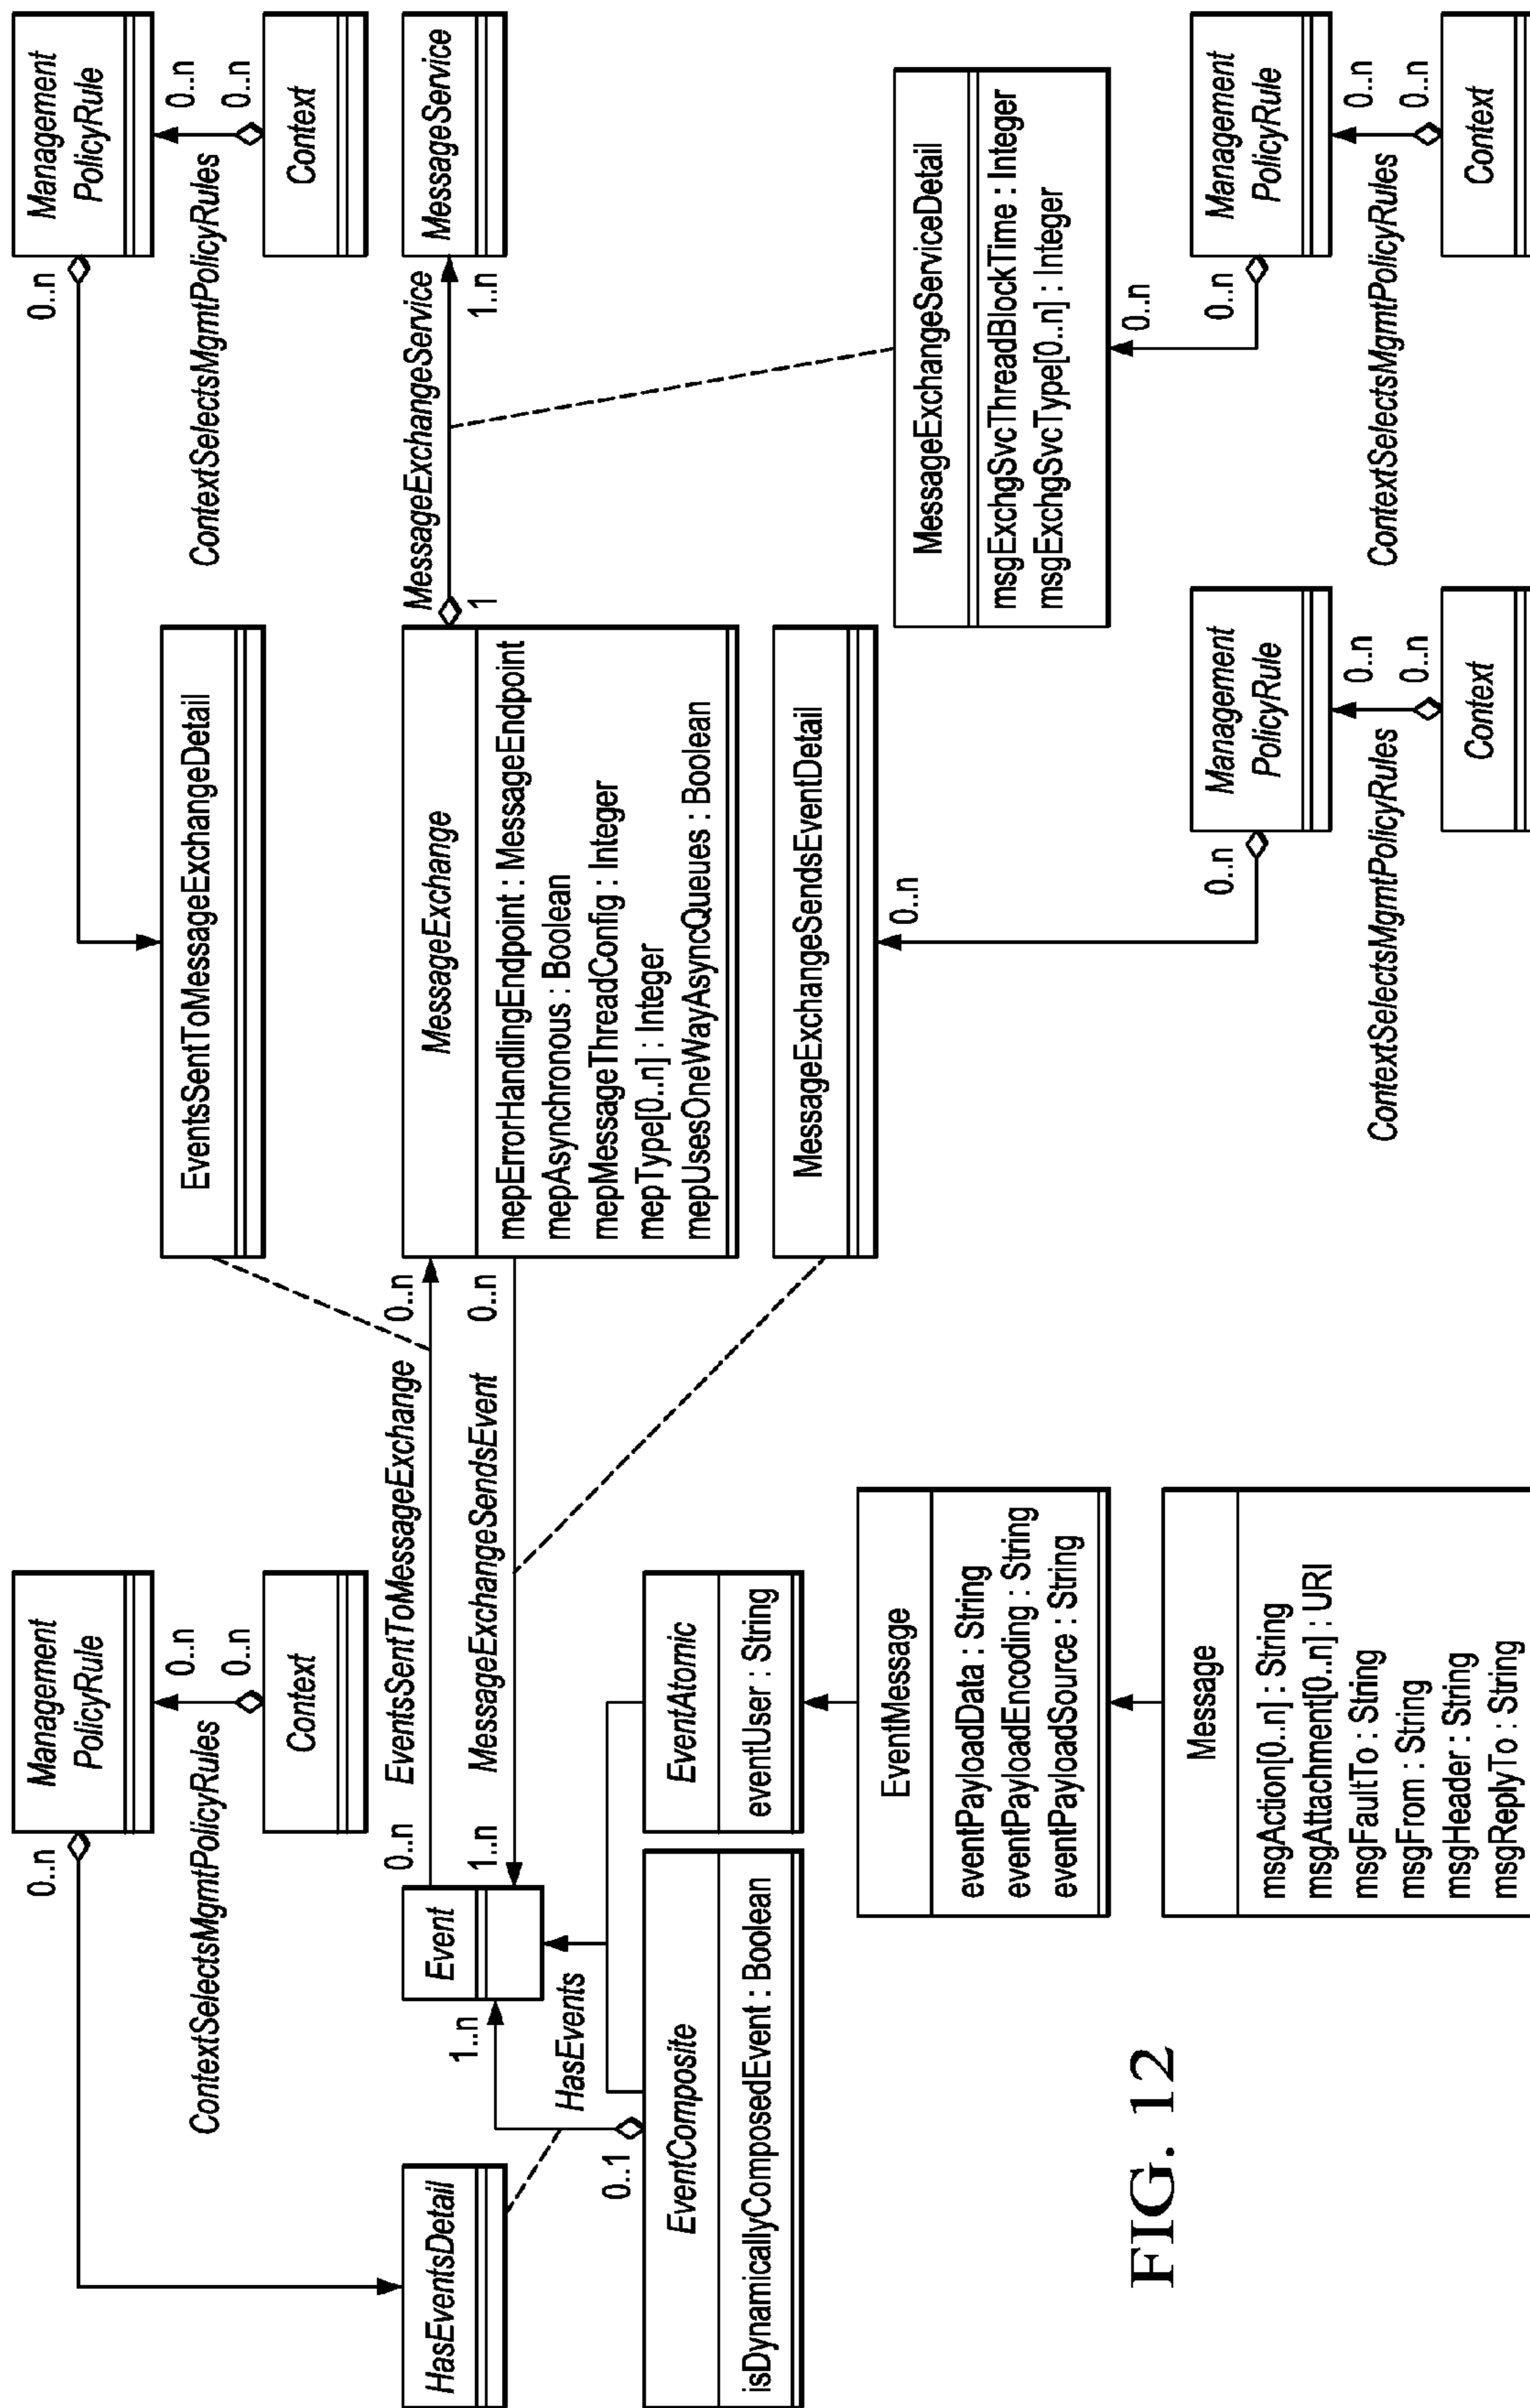 Management
PolicyRule
0..n
0..n
0..n
ContextSelectsMgmtPolicyRules
Context
Management
PolicyRule
0..n
0..n
0..n
ContextSelectsMgmtPolicyRules
Context
EventsSentToMessageExchangeDetail
HasEventsDetail
Event
0..n
EventsSentToMessageExchange
0..n
1..n
MessageExchangeSendsEvent
0..n
1..n
HasEvents
0..1
MessageExchange
mepErrorHandlingEndpoint : MessageEndpoint
mepAsynchronous : Boolean
mepMessageThreadConfig : Integer
mepType[0..n] : Integer
mepUsesOneWayAsyncQueues : Boolean
MessageExchangeService
1
1..n
MessageService
EventComposite
isDynamicallyComposedEvent : Boolean
EventAtomic
eventUser : String
MessageExchangeSendsEventDetail
0..n
EventMessage
eventPayloadData : String
eventPayloadEncoding : String
eventPayloadSource : String
MessageExchangeServiceDetail
msgExchgSvcThreadBlockTime : Integer
msgExchgSvcType[0..n] : Integer
0..n
Message
msgAction[0..n] : String
msgAttachment[0..n] : URI
msgFaultTo : String
msgFrom : String
msgHeader : String
msgReplyTo : String
Management
PolicyRule
0..n
0..n
0..n
ContextSelectsMgmtPolicyRules
Context
Management
PolicyRule
0..n
0..n
0..n
ContextSelectsMgmtPolicyRules
Context
FIG. 12